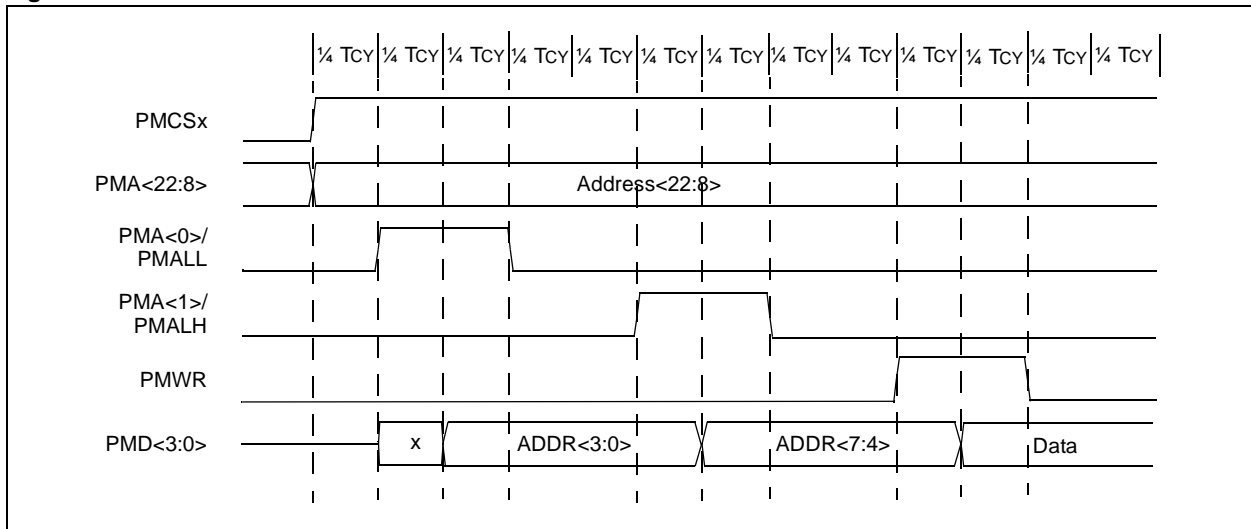 ¼ TCY ¼ TCY ¼ TCY ¼ TCY ¼ TCY ¼ TCY ¼ TCY ¼ TCY ¼ TCY ¼ TCY ¼ TCY ¼ TCY ¼ TCY
PMCSx
PMA<22:8> Address<22:8>
PMA<0>/
PMALL
PMA<1>/
PMALH
PMWR
PMD<3:0> x ADDR<3:0> ADDR<7:4> Data